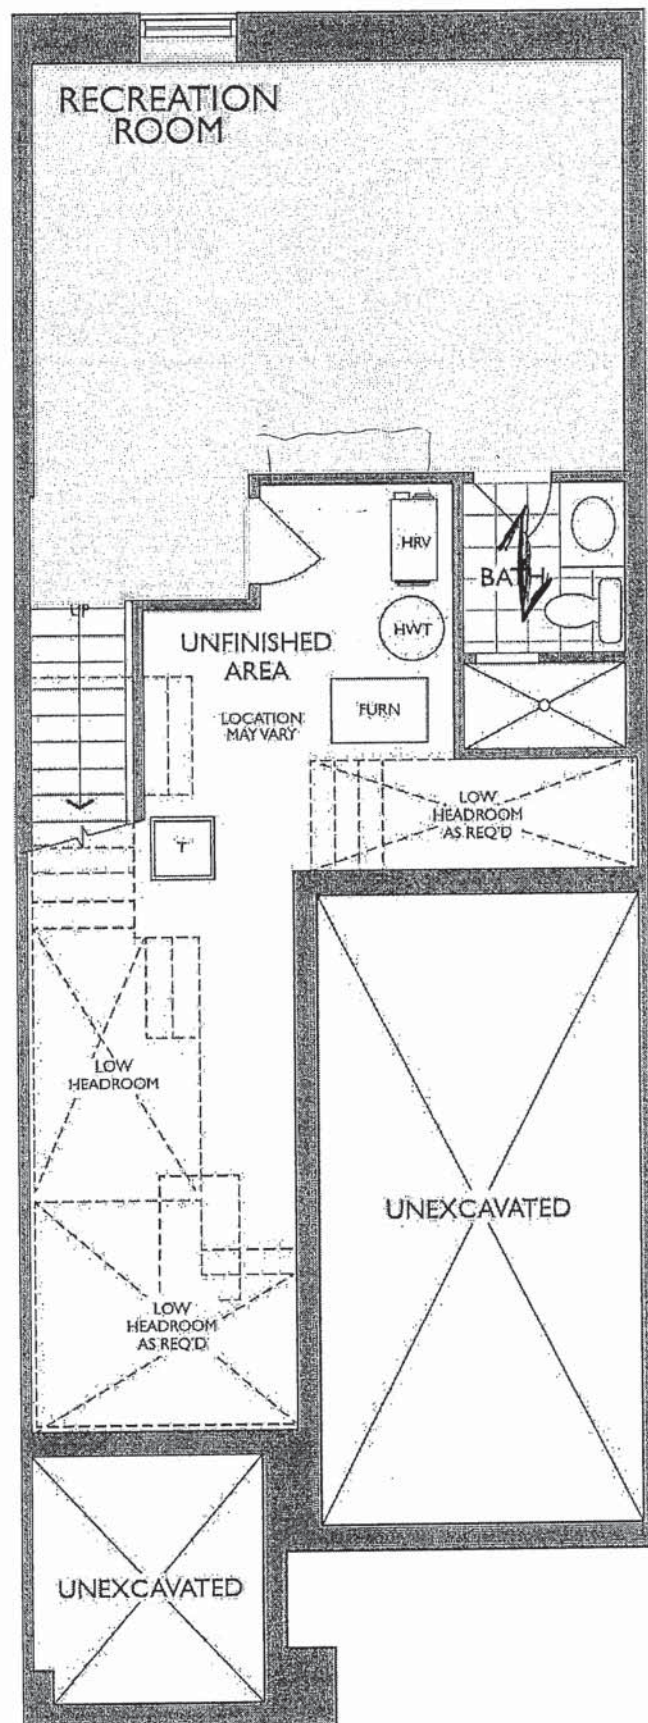 RECREATION
ROOM
HRV
BATH
UP
HWT
UNFINISHED
AREA
LOCATION
MAY VARY
FURN
LOW
HEADROOM
AS REQ'D
T
LOW
HEADROOM
UNEXCAVATED
LOW
HEADROOM
AS REQ'D
UNEXCAVATED